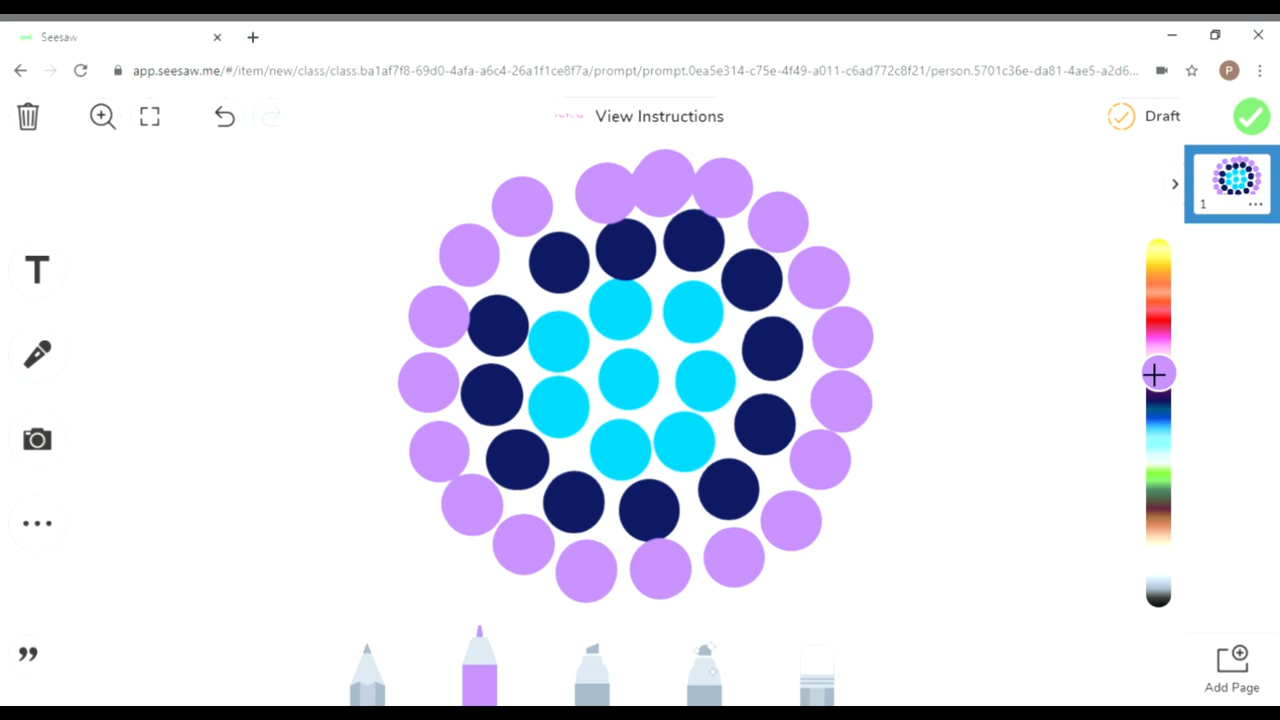 Seesaw
app.seesaw.me/#/item/new/class/class.ba1af7f8-69d0-4afa-a6c4-26a1f1ce8f7a/prompt/prompt.0ea5e314-c75e-4f49-a011-c6ad772c8f21/person.5701c36e-da81-4ae5-a2d6...
P
View Instructions
Draft
1
T
Add Page